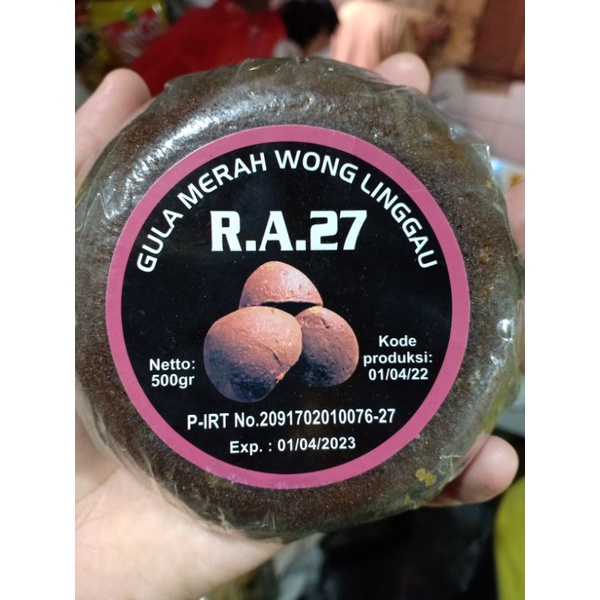 GULA MERAH WONG LINGGAU
R.A.27
Netto:
500gr
Kode
produksi:
01/04/22
P-IRT No.2091702010076-27
Exp. : 01/04/2023